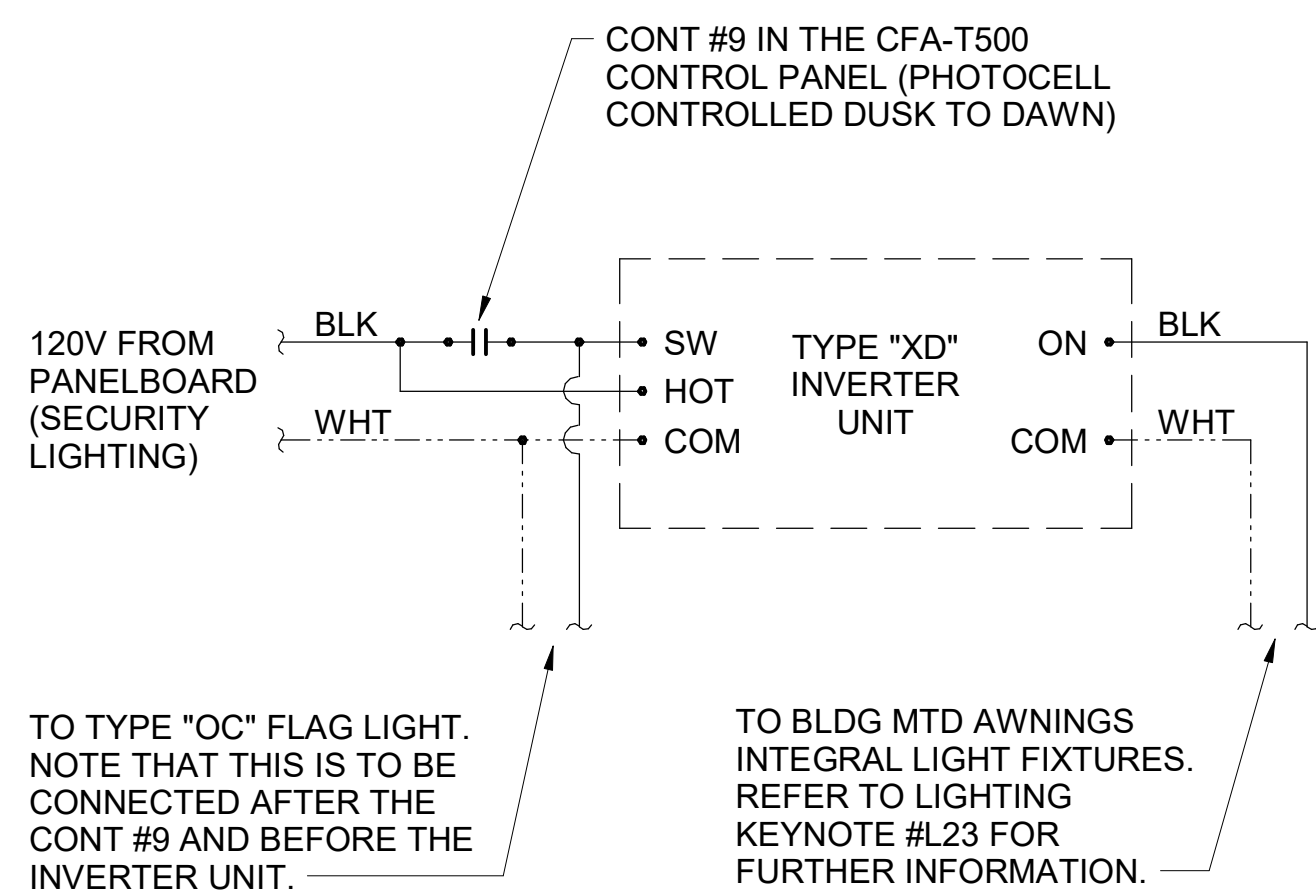 CONT #9 IN THE CFA-T500
CONTROL PANEL (PHOTOCELL
CONTROLLED DUSK TO DAWN)
120V FROM
PANELBOARD
(SECURITY
LIGHTING)
BLK
WHT
SW
HOT
COM
TYPE "XD"
INVERTER
UNIT
ON
COM
BLK
WHT
TO TYPE "OC" FLAG LIGHT.
NOTE THAT THIS IS TO BE
CONNECTED AFTER THE
CONT #9 AND BEFORE THE
INVERTER UNIT.
TO BLDG MTD AWNINGS
INTEGRAL LIGHT FIXTURES.
REFER TO LIGHTING
KEYNOTE #L23 FOR
FURTHER INFORMATION.